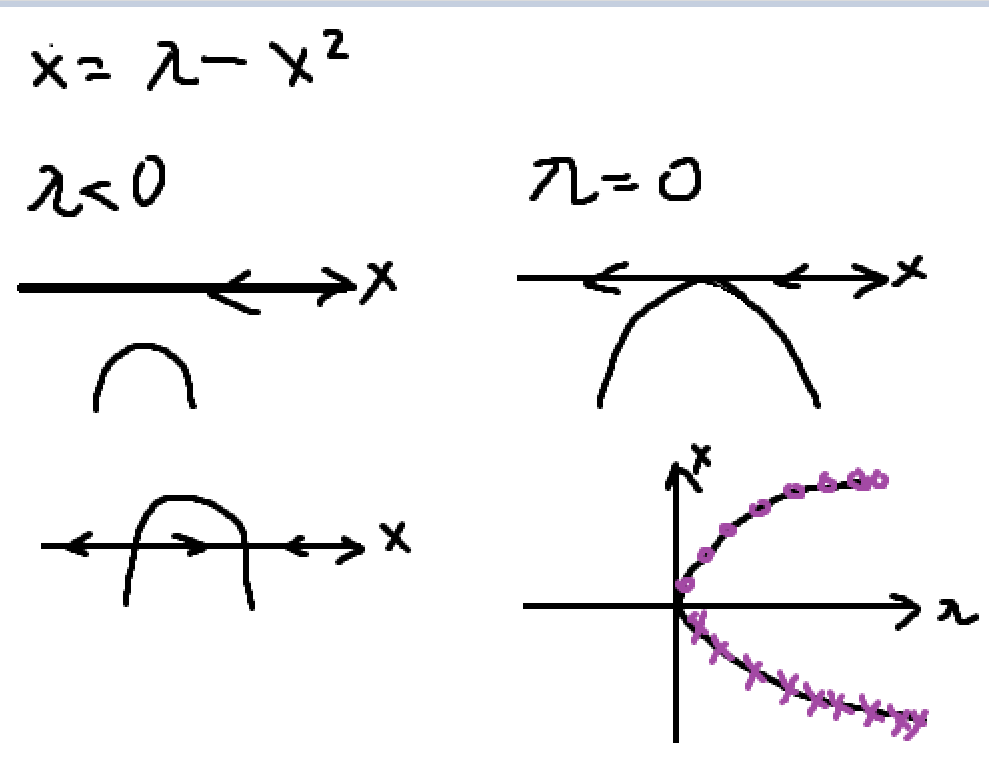 ẋ = λ - x²
λ < 0
λ = 0
x
x
x
x
λ